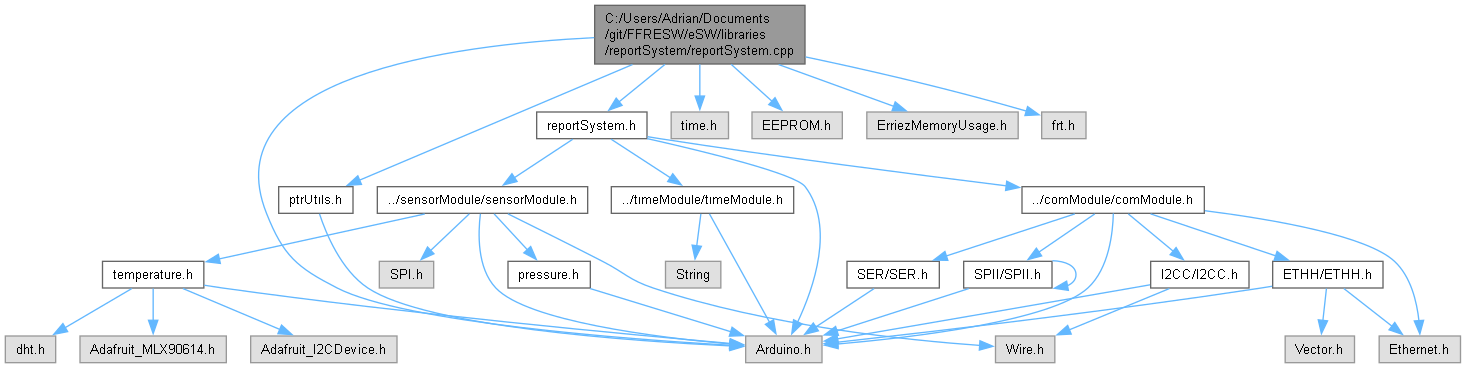 C:/Users/Adrian/Documents
/git/FFRESW/eSW/libraries
/reportSystem/reportSystem.cpp
reportSystem.h
time.h
EEPROM.h
ErriezMemoryUsage.h
frt.h
ptrUtils.h
../sensorModule/sensorModule.h
../timeModule/timeModule.h
../comModule/comModule.h
temperature.h
SPI.h
pressure.h
String
SER/SER.h
SPII/SPII.h
I2CC/I2CC.h
ETHH/ETHH.h
dht.h
Adafruit_MLX90614.h
Adafruit_I2CDevice.h
Arduino.h
Wire.h
Vector.h
Ethernet.h